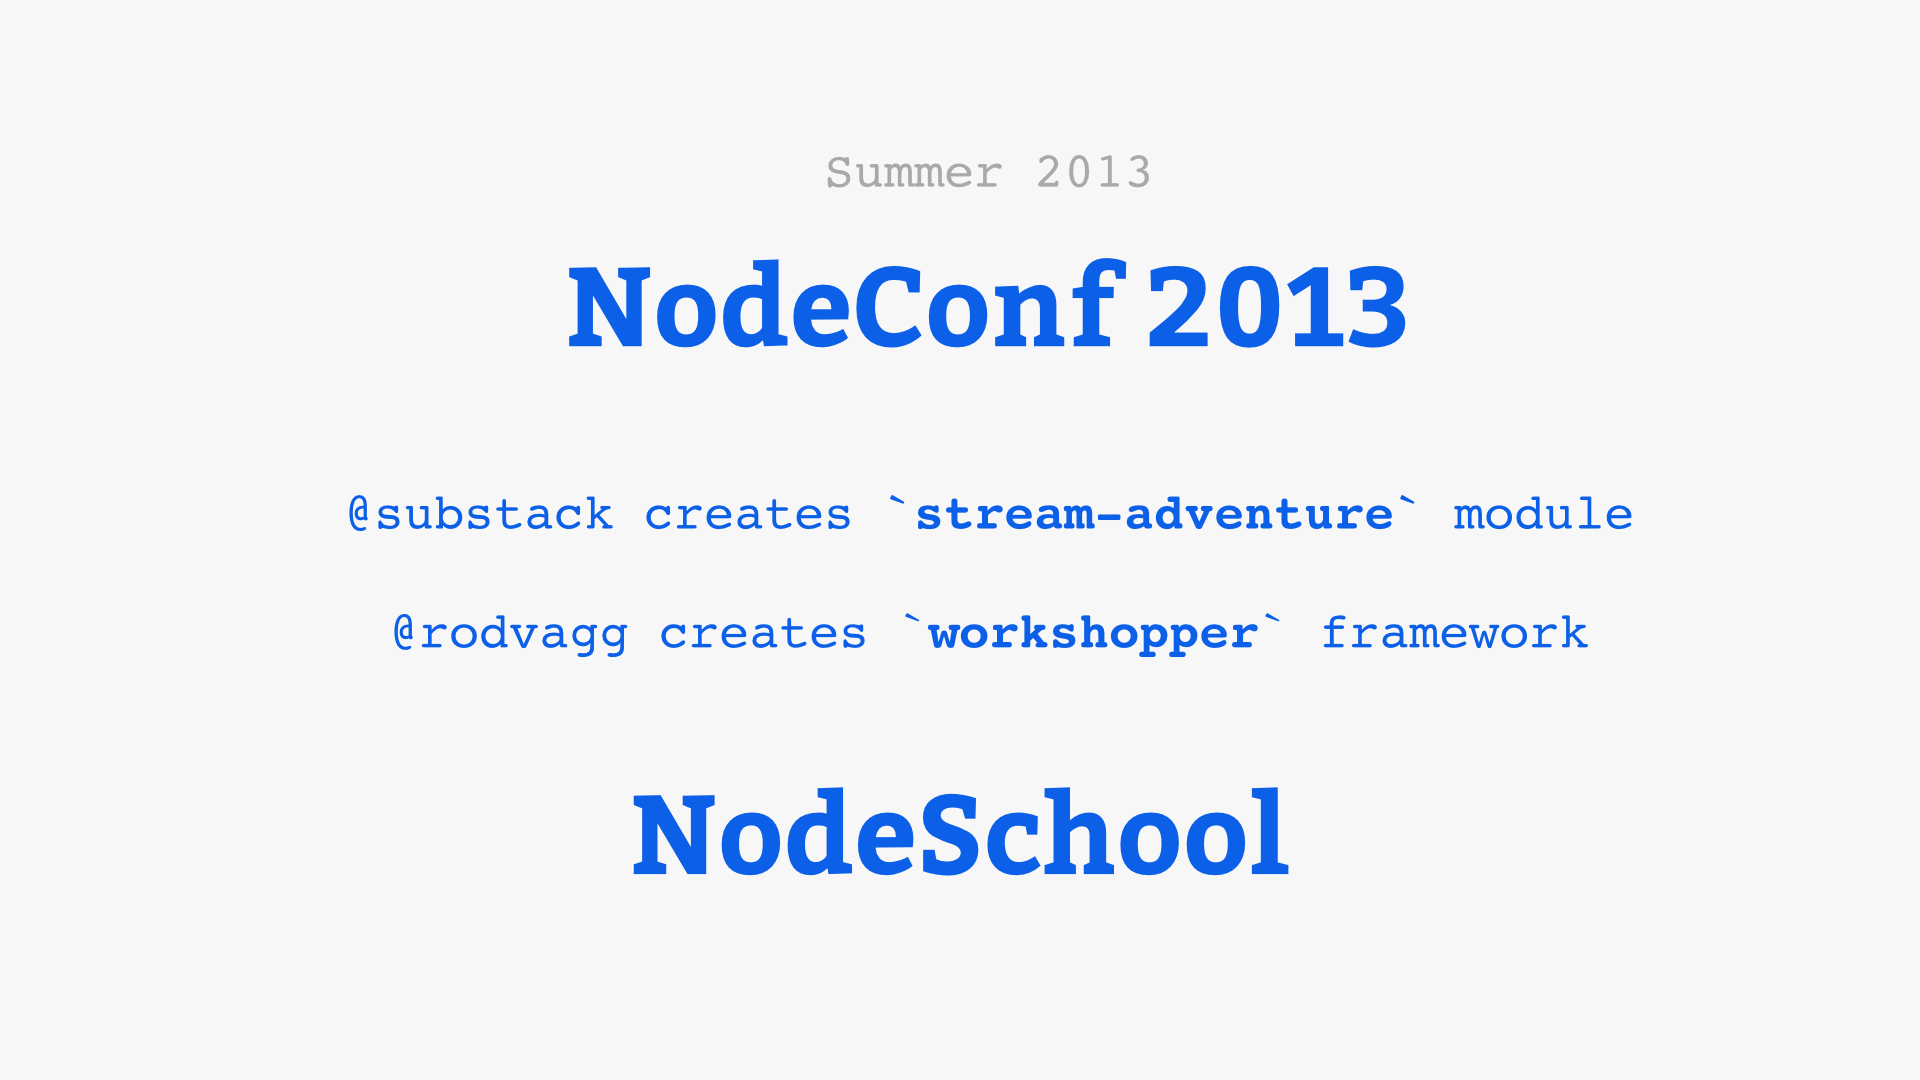 Summer 2013
NodeConf 2013
@substack creates `stream-adventure` module
@rodvagg creates `workshopper` framework
NodeSchool